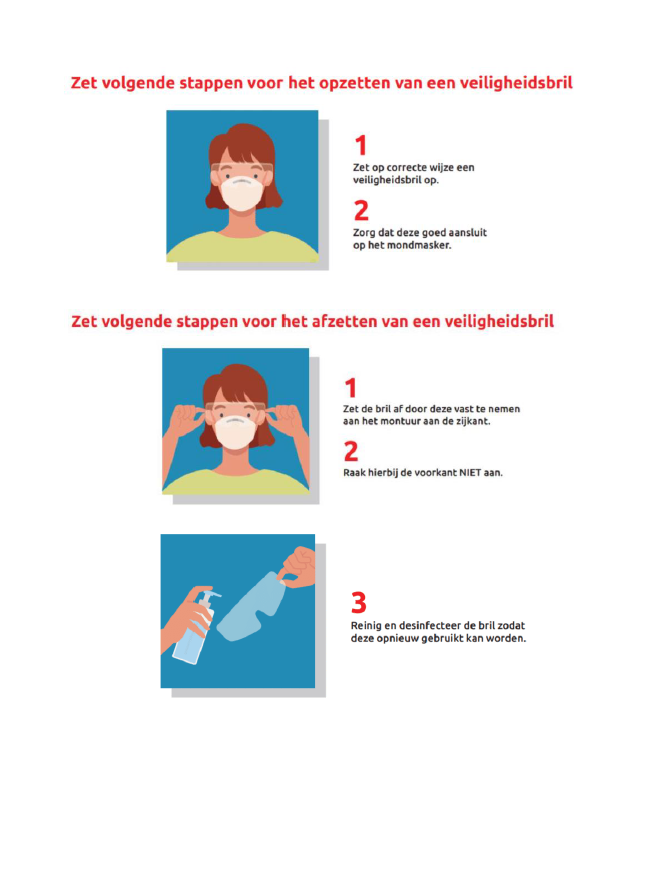 Zet volgende stappen voor het opzetten van een veiligheidsbril
1
Zet op correcte wijze een
veiligheidsbril op.
2
Zorg dat deze goed aansluit
op het mondmasker.
Zet volgende stappen voor het afzetten van een veiligheidsbril
1
Zet de bril af door deze vast te nemen
aan het montuur aan de zijkant.
2
Raak hierbij de voorkant NIET aan.
3
Reinig en desinfecteer de bril zodat
deze opnieuw gebruikt kan worden.